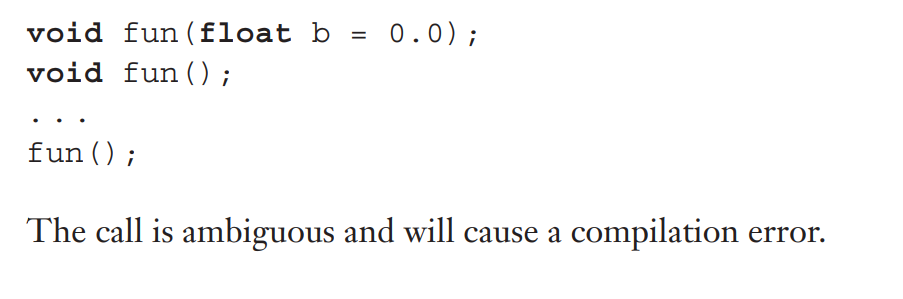 void fun(float b = 0.0);
void fun();
...
fun();
The call is ambiguous and will cause a compilation error.